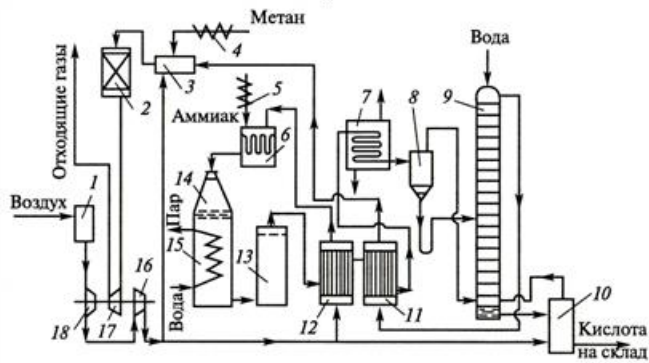 Метан
4
Вода
3
2
5
Аммиак
6
7
8
9
Отходящие газы
1
Воздух
14
Пар
15
13
16
Вода
12
11
10
18
17
Кислота
на склад